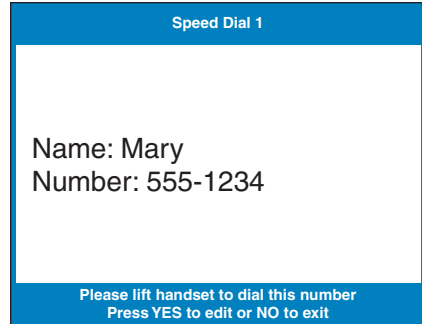 Speed Dial 1
Name: Mary
Number: 555-1234
Please lift handset to dial this number
Press YES to edit or NO to exit